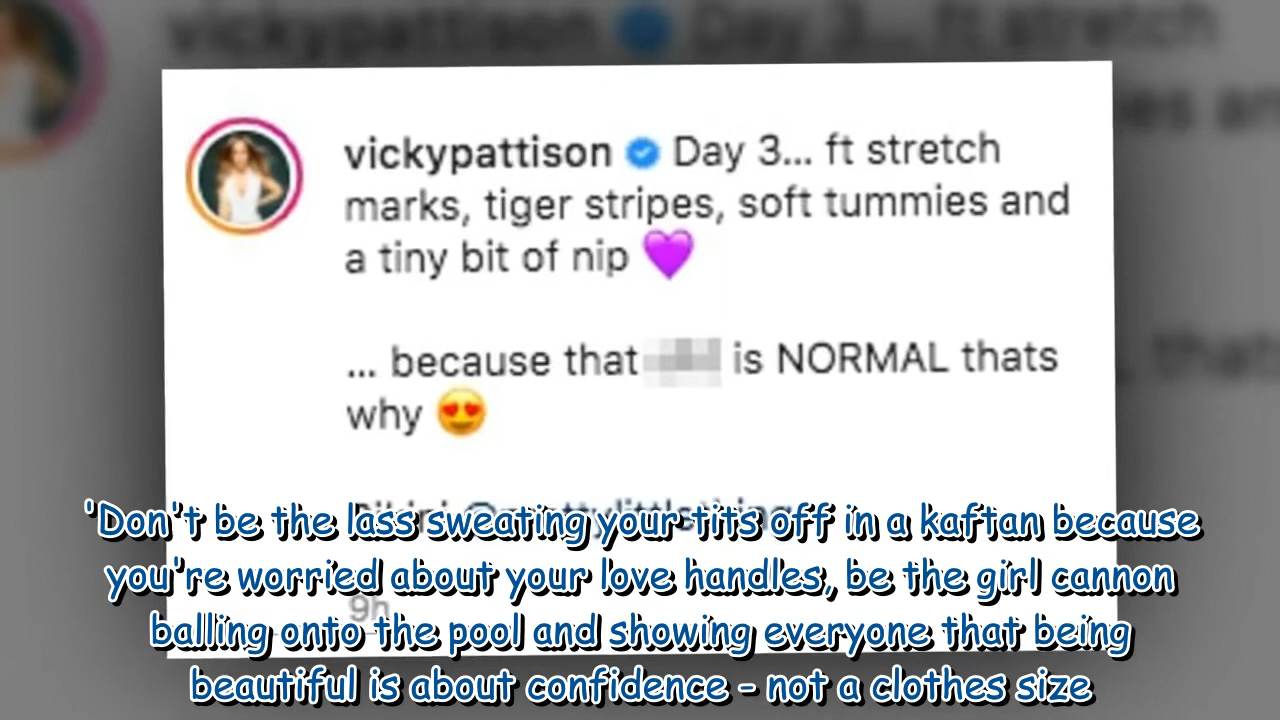 vickypattison Day 3... ft stretch
marks, tiger stripes, soft tummies and
a tiny bit of nip 💜
... because that is NORMAL thats
why 😍
9h
'Don't be the lass sweating your tits off in a kaftan because
you're worried about your love handles, be the girl cannon
balling onto the pool and showing everyone that being
beautiful is about confidence - not a clothes size